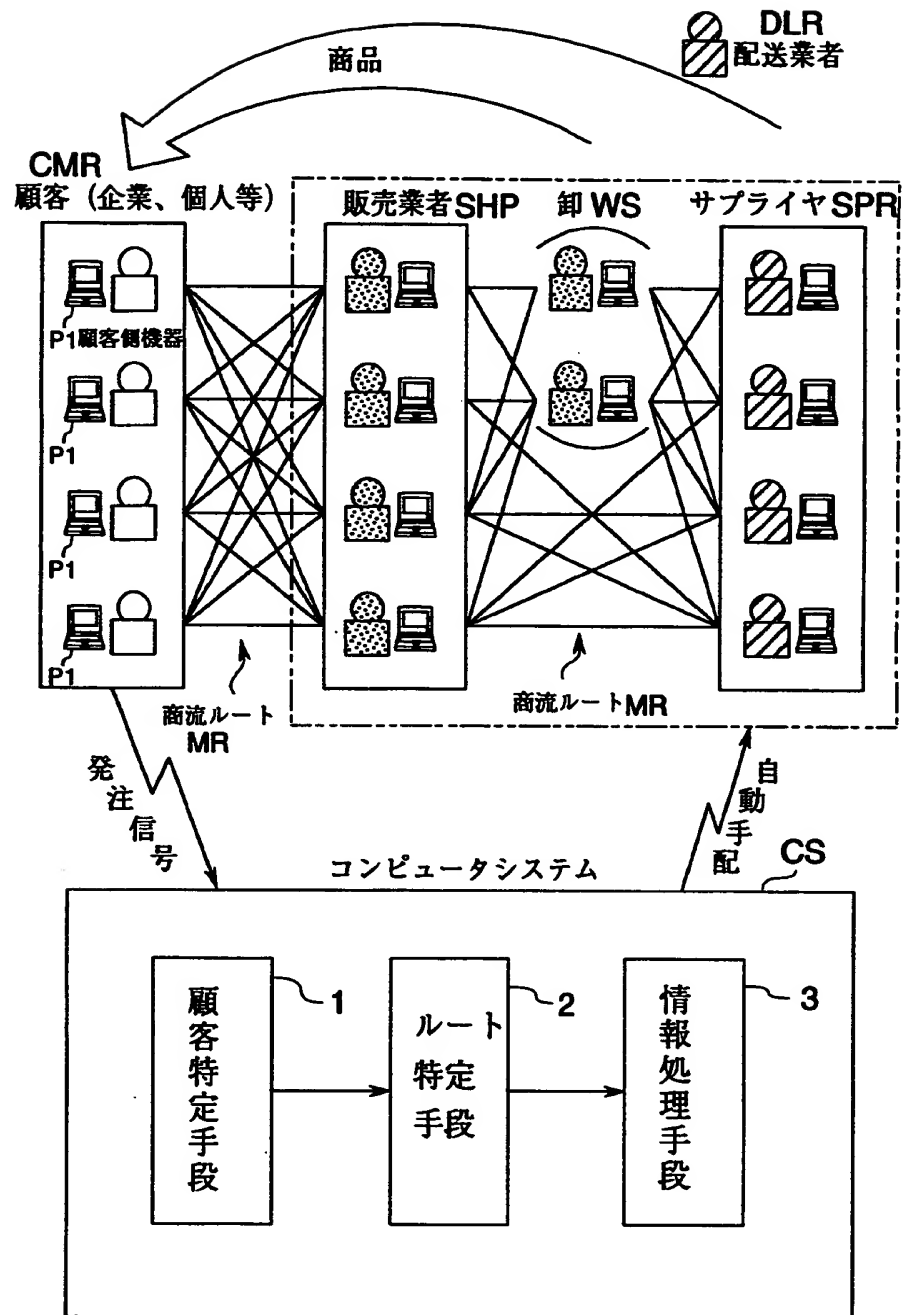 DLR
配送業者
商品
CMR
顧客（企業、個人等）
販売業者SHP
卸WS
サプライヤSPR
P1顧客側機器
P1
P1
P1
商流ルート
MR
商流ルートMR
発注信号
自動手配
コンピュータシステム
CS
顧客特定手段
1
ルート
特定
手段
2
情報処理手段
3